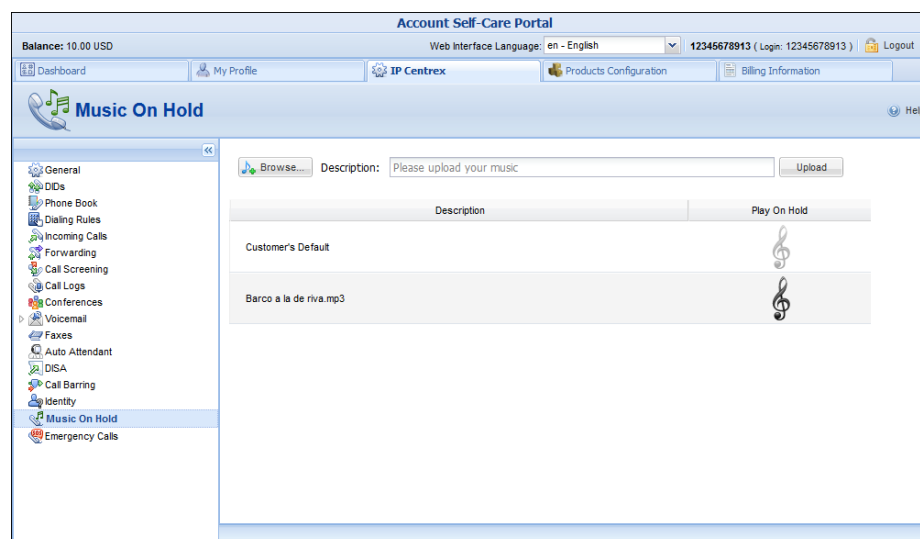 Account Self-Care Portal
Balance: 10.00 USD Web Interface Language: en - English 12345678913 ( Login: 12345678913 ) Logout
Dashboard My Profile IP Centrex Products Configuration Billing Information
Music On Hold Hel
General
DIDs
Phone Book
Dialing Rules
Incoming Calls
Forwarding
Call Screening
Call Logs
Conferences
Voicemail
Faxes
Auto Attendant
DISA
Call Barring
Identity
Music On Hold
Emergency Calls
Browse... Description: Please upload your music Upload
Description Play On Hold
Customer's Default
Barco a la de riva.mp3